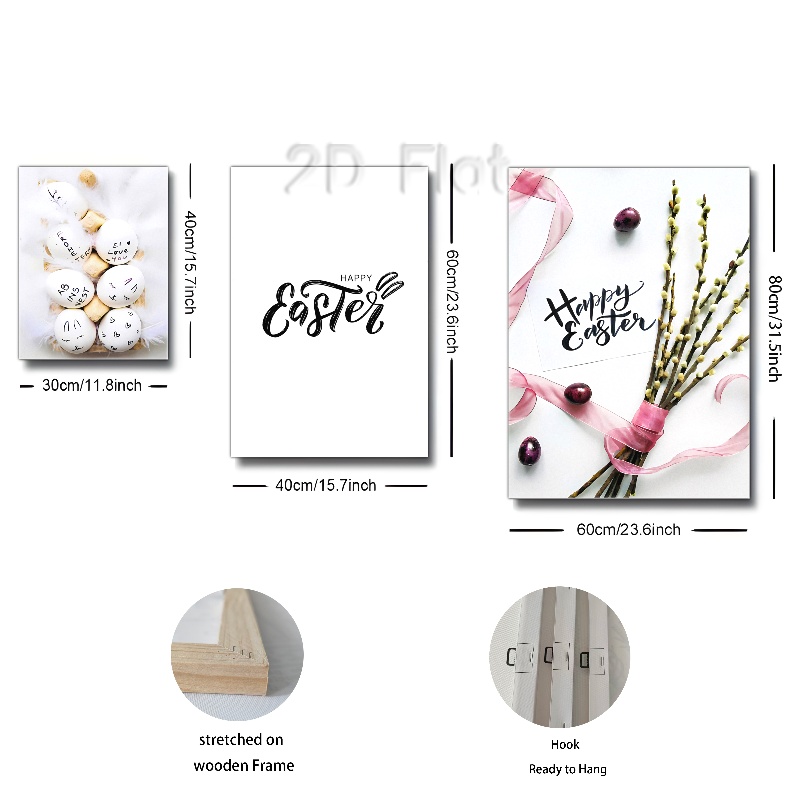 2D Flat
40cm/15.7inch
30cm/11.8inch
HAPPY
Easter
60cm/23.6inch
40cm/15.7inch
Happy
Easter
80cm/31.5inch
60cm/23.6inch
stretched on
wooden Frame
Hook
Ready to Hang